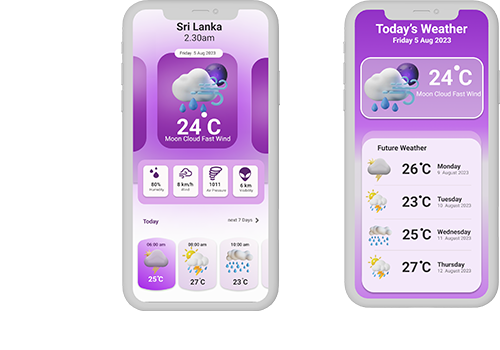 Sri Lanka
2.30am
Friday 5 Aug 2023
24°C
Moon Cloud Fast Wind
80%
Humidity
8 km/h
Wind
1011
Air Pressure
6 km
Visibility
Today
next 7 Days >
06:00 am
25°C
08:00 am
27°C
10:00 am
23°C
Today's Weather
Friday 5 Aug 2023
24°C
Moon Cloud Fast Wind
Future Weather
26°C
Monday
9 August 2023
23°C
Tuesday
10 August 2023
25°C
Wednesday
11 August 2023
27°C
Thursday
12 August 2023